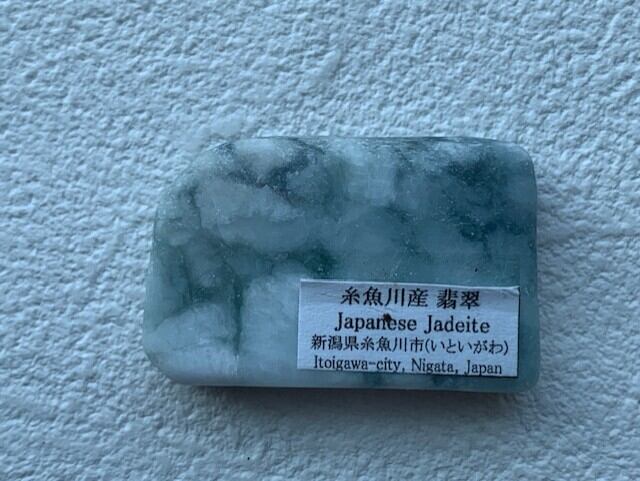 糸魚川産 翡翠
Japanese Jadeite
新潟県糸魚川市(いといがわ)
Itoigawa-city, Nigata, Japan